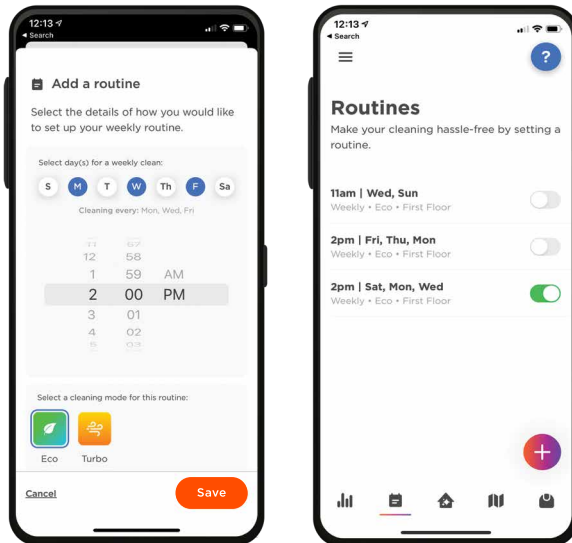 12:13
◀ Search
Add a routine
Select the details of how you would like
to set up your weekly routine.
Select day(s) for a weekly clean:
S M T W Th F Sa
Cleaning every: Mon, Wed, Fri
11 57
12 58
1 59 AM
2 00 PM
3 01
4 02
5 03
Select a cleaning mode for this routine:
Eco Turbo
Cancel Save
12:13
◀ Search
?
Routines
Make your cleaning hassle-free by setting a
routine.
11am | Wed, Sun
Weekly • Eco • First Floor
2pm | Fri, Thu, Mon
Weekly • Eco • First Floor
2pm | Sat, Mon, Wed
Weekly • Eco • First Floor
+